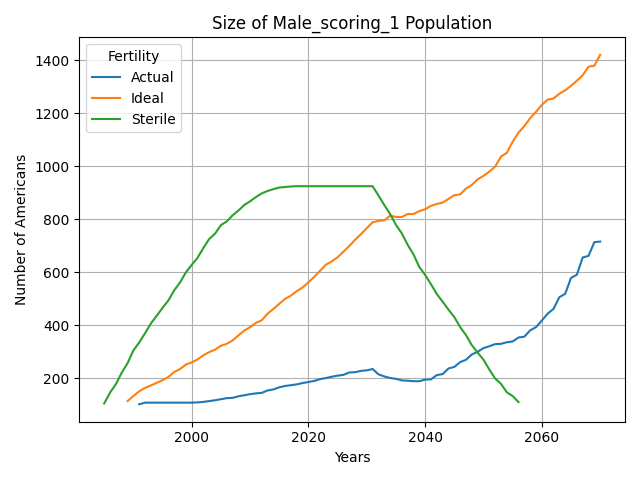 Size of Male_scoring_1 Population
Fertility
Actual
Ideal
Sterile
Number of Americans
1400
1200
1000
800
600
400
200
2000
2020
2040
2060
Years